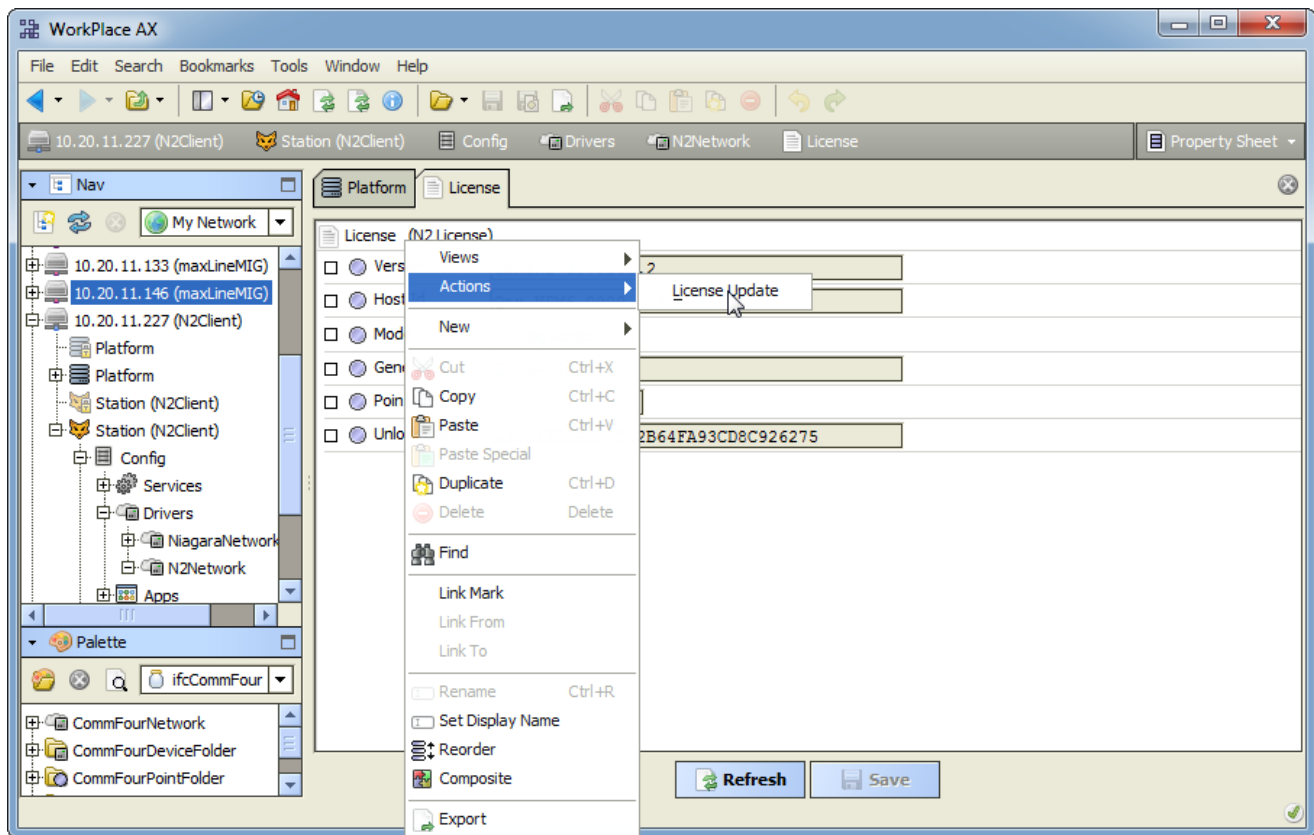 WorkPlace AX
File Edit Search Bookmarks Tools Window Help
10.20.11.227 (N2Client) Station (N2Client) Config Drivers N2Network License Property Sheet
Nav
Platform License
My Network
License (N2 License)
10.20.11.133 (maxLineMIG)
10.20.11.146 (maxLineMIG)
10.20.11.227 (N2Client)
Platform
Platform
Station (N2Client)
Station (N2Client)
Config
Services
Drivers
NiagaraNetwork
N2Network
Apps
Palette
ifcCommFour
CommFourNetwork
CommFourDeviceFolder
CommFourPointFolder
Vers
Host
Mod
Gen
Poin
Unlo
2B64FA93CD8C926275
Views
Actions
License Update
New
Cut Ctrl+X
Copy Ctrl+C
Paste Ctrl+V
Paste Special
Duplicate Ctrl+D
Delete Delete
Find
Link Mark
Link From
Link To
Rename Ctrl+R
Set Display Name
Reorder
Composite
Export
Refresh
Save